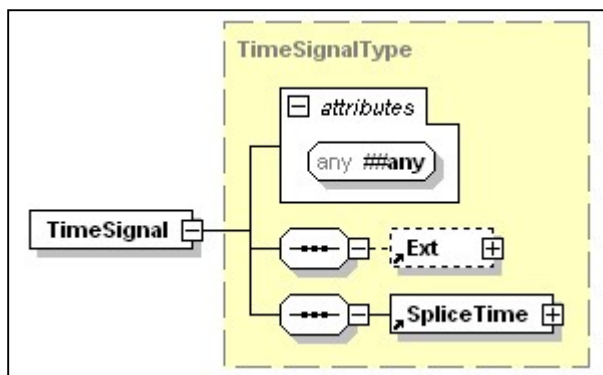 TimeSignalType
attributes
any ##any
TimeSignal
Ext
SpliceTime